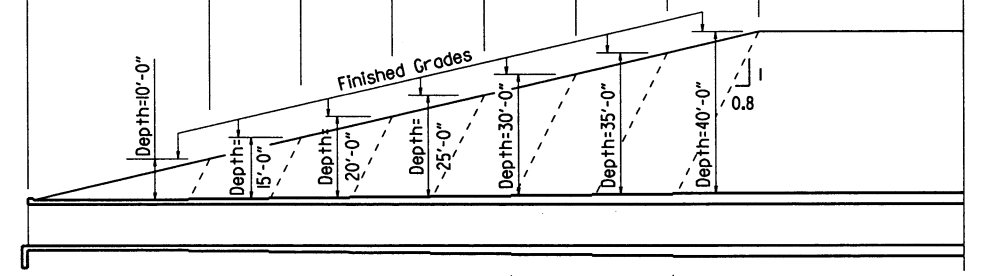 Finished Grades
Depth=10'-0"
Depth=
15'-0"
Depth=
20'-0"
Depth=
25'-0"
Depth=30'-0"
Depth=35'-0"
Depth=40'-0"
1
0.8